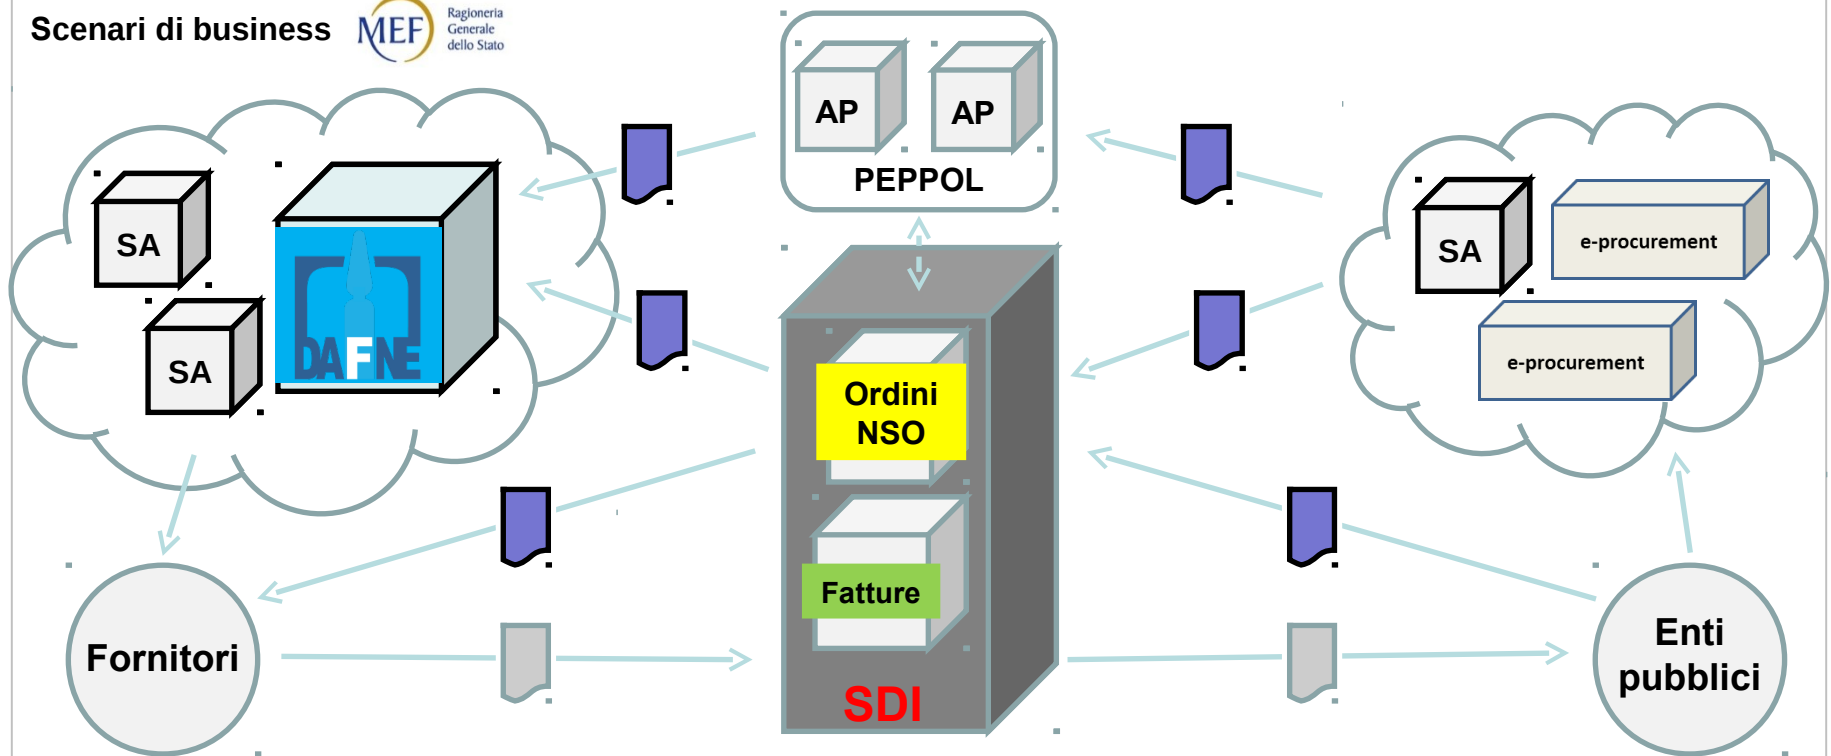 Scenari di business
MEF
Ragioneria
Generale
dello Stato
AP
AP
PEPPOL
SA
SA
DAFNE
SA
e-procurement
e-procurement
Ordini
NSO
Fatture
SDI
Fornitori
Enti
pubblici